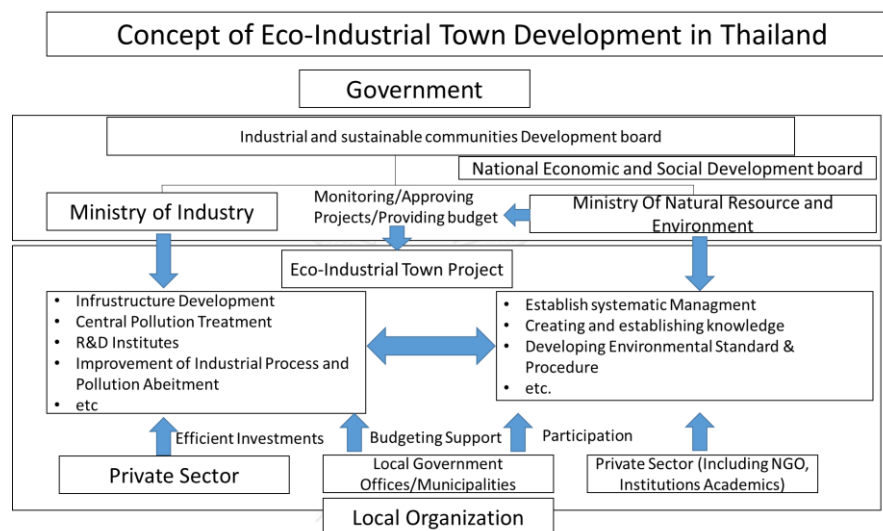 Concept of Eco-Industrial Town Development in Thailand
Government
Industrial and sustainable communities Development board
National Economic and Social Development board
Ministry of Industry
Monitoring/Approving
Projects/Providing budget
Ministry Of Natural Resource and
Environment
Eco-Industrial Town Project
• Infrustructure Development
• Central Pollution Treatment
• R&D Institutes
• Improvement of Industrial Process and
Pollution Abeitment
• etc
• Establish systematic Managment
• Creating and establishing knowledge
• Developing Environmental Standard &
Procedure
• etc.
Efficient Investments
Budgeting Support
Participation
Private Sector
Local Government
Offices/Municipalities
Private Sector (Including NGO,
Institutions Academics)
Local Organization